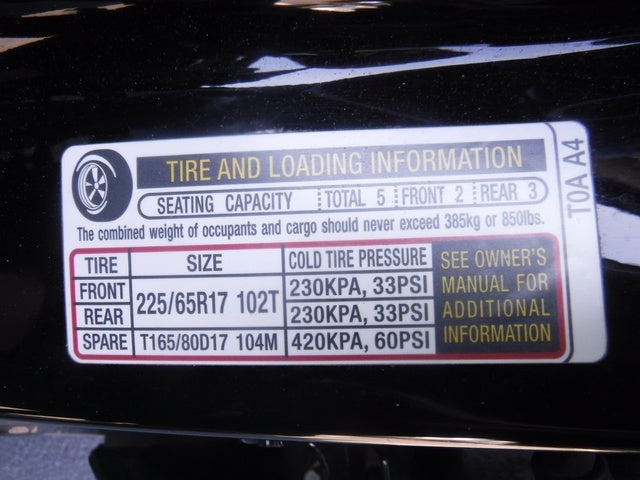 TIRE AND LOADING INFORMATION
SEATING CAPACITY TOTAL 5 FRONT 2 REAR 3
The combined weight of occupants and cargo should never exceed 385kg or 850lbs.
TIRE SIZE COLD TIRE PRESSURE
FRONT 225/65R17 102T 230KPA, 33PSI
REAR 230KPA, 33PSI
SPARE T165/80D17 104M 420KPA, 60PSI
SEE OWNER'S
MANUAL FOR
ADDITIONAL
INFORMATION
T0A A4